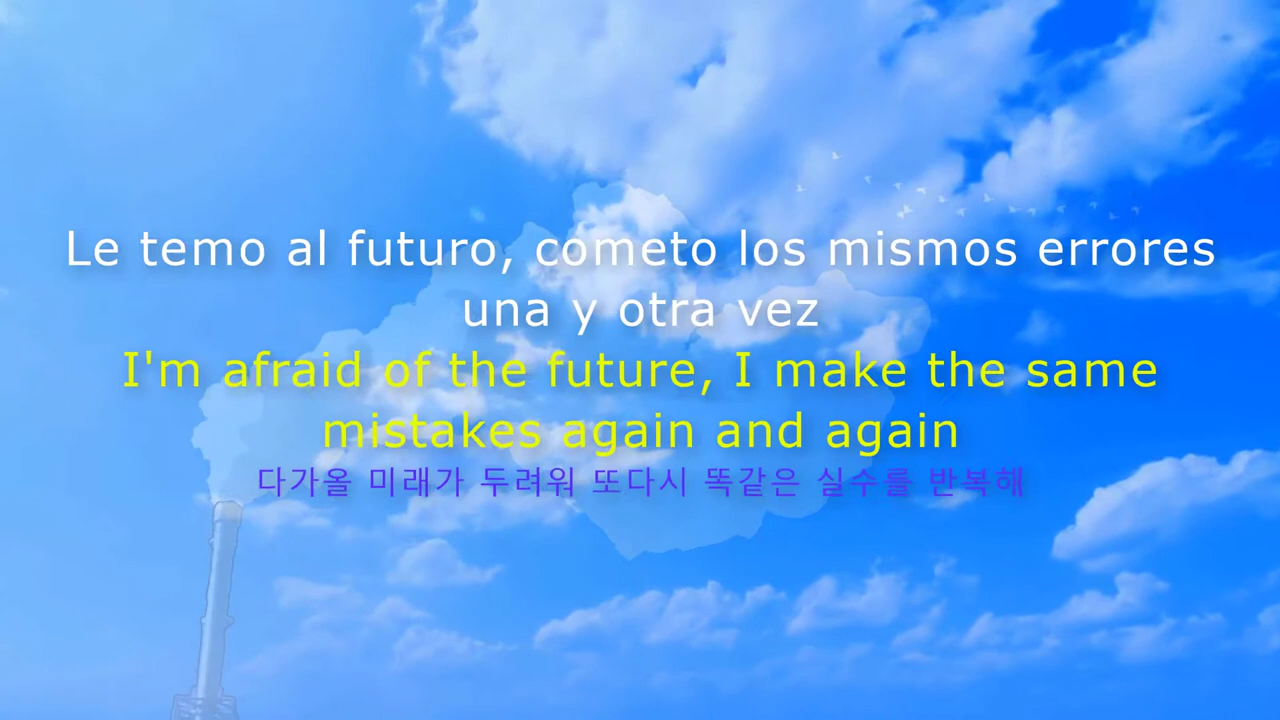 Le temo al futuro, cometo los mismos errores
una y otra vez
I'm afraid of the future, I make the same
mistakes again and again
다가올 미래가 두려워 또다시 똑같은 실수를 반복해